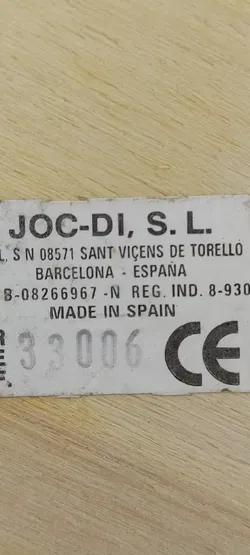 JOC-DI, S. L.
S N 08571 SANT VIÇENS DE TORELLO
BARCELONA - ESPAÑA
B-08266967 -N REG. IND. 8-930
MADE IN SPAIN
33006 CE